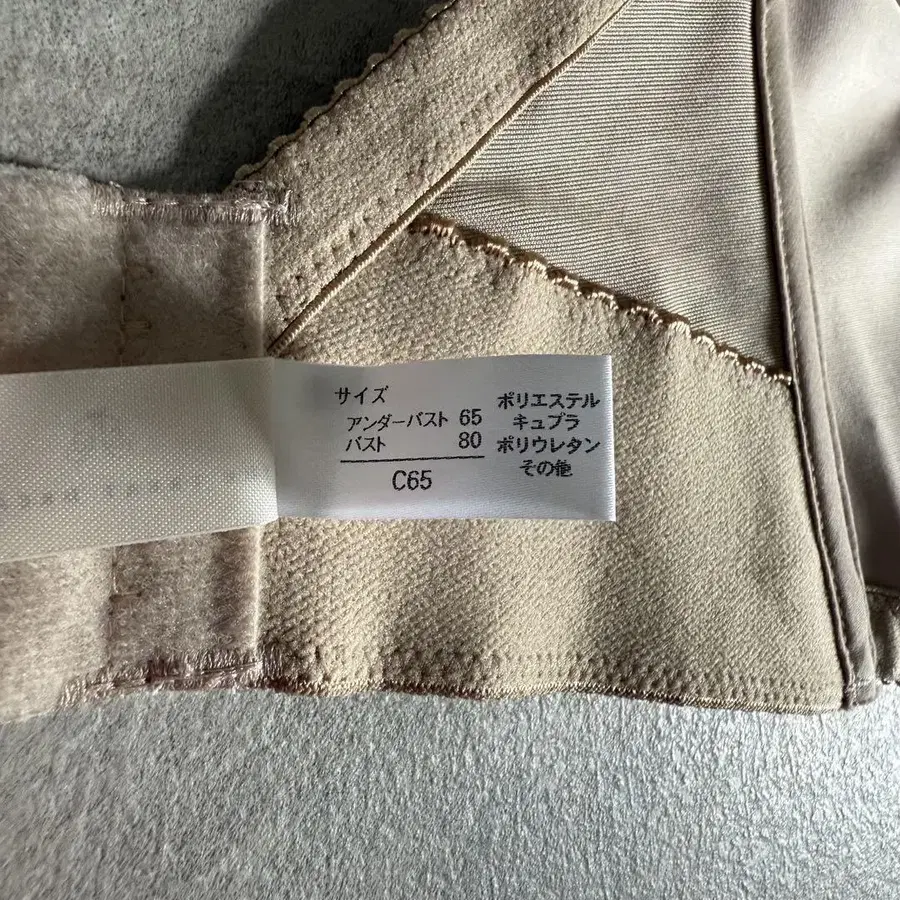 サイズ
アンダーバスト 65
バスト 80
C65
ポリエステル
キュプラ
ポリウレタン
その他